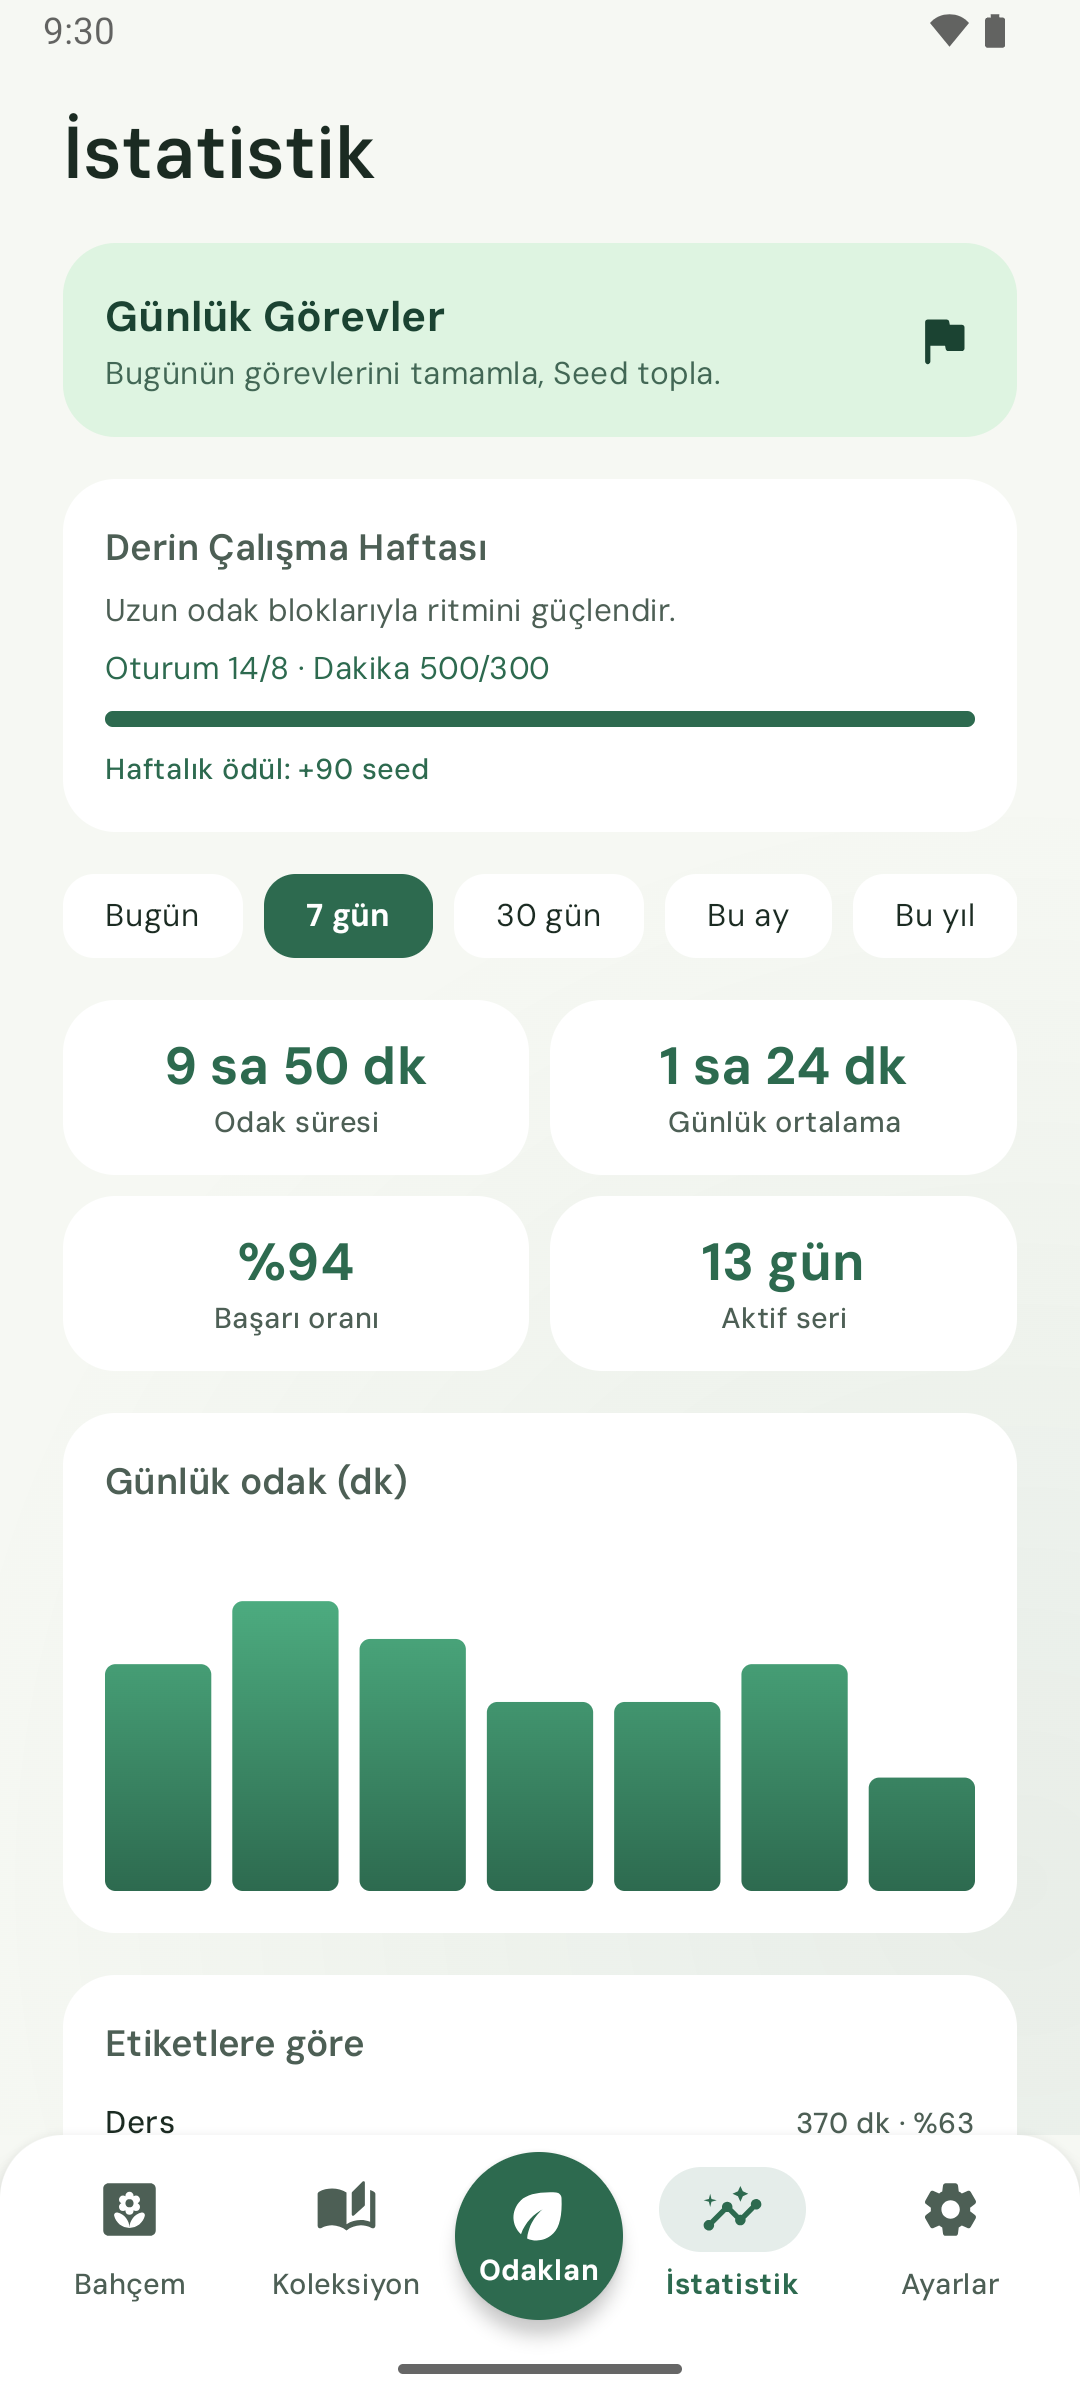 9:30
İstatistik
Günlük Görevler
Bugünün görevlerini tamamla, Seed topla.
Derin Çalışma Haftası
Uzun odak bloklarıyla ritmini güçlendir.
Oturum 14/8 · Dakika 500/300
Haftalık ödül: +90 seed
Bugün 7 gün 30 gün Bu ay Bu yıl
9 sa 50 dk 1 sa 24 dk
Odak süresi Günlük ortalama
%94 13 gün
Başarı oranı Aktif seri
Günlük odak (dk)
Etiketlere göre
Ders 370 dk · %63
Bahçem Koleksiyon Odaklan İstatistik Ayarlar